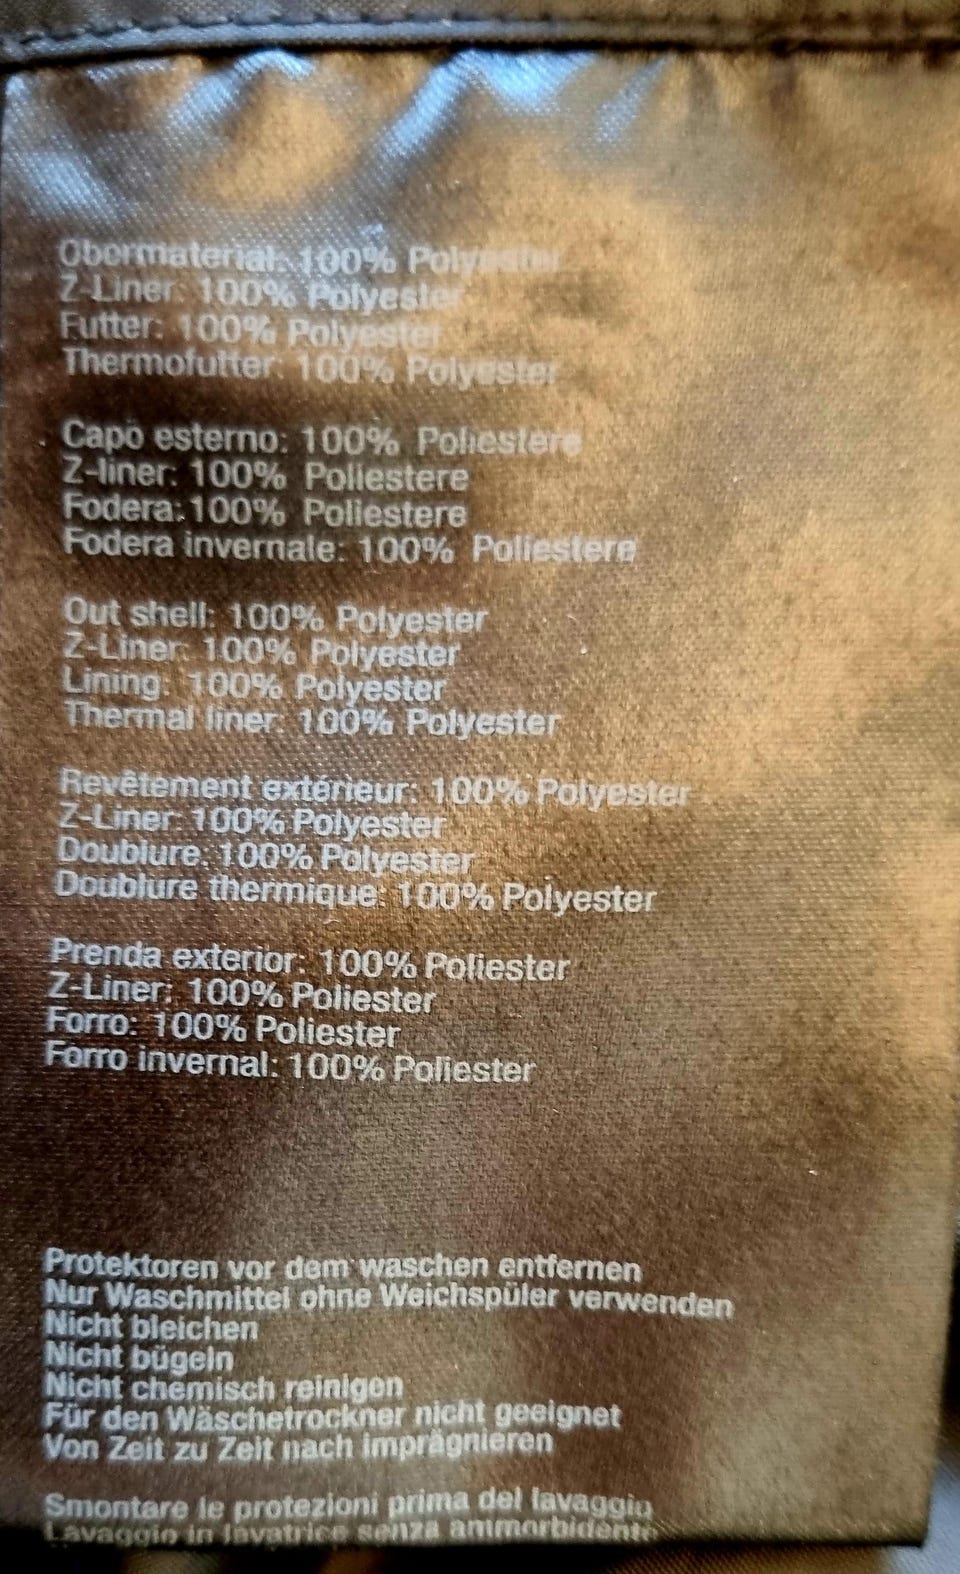 Obermaterial: 100% Polyester
Z-Liner: 100% Polyester
Futter: 100% Polyester
Thermofutter: 100% Polyester
Capo esterno: 100% Poliestere
Z-liner: 100% Poliestere
Fodera: 100% Poliestere
Fodera invernale: 100% Poliestere
Out shell: 100% Polyester
Z-Liner: 100% Polyester
Lining: 100% Polyester
Thermal liner: 100% Polyester
Revêtement extérieur: 100% Polyester
Z-Liner: 100% Polyester
Doublure: 100% Polyester
Doublure thermique: 100% Polyester
Prenda exterior: 100% Poliester
Z-Liner: 100% Poliester
Forro: 100% Poliester
Forro invernal: 100% Poliester
Protektoren vor dem waschen entfernen
Nur Waschmittel ohne Weichspüler verwenden
Nicht bleichen
Nicht bügeln
Nicht chemisch reinigen
Für den Wäschetrockner nicht geeignet
Von Zeit zu Zeit nach imprägnieren
Smontare le protezioni prima del lavaggio
Lavaggio in lavatrice senza ammorbidente